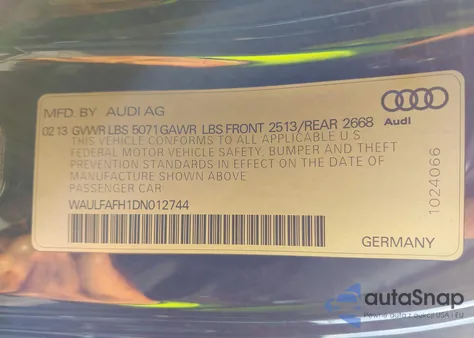 MFD. BY AUDI AG
02 13 GVWR LBS 5071 GAWR LBS FRONT 2513/REAR 2668
THIS VEHICLE CONFORMS TO ALL APPLICABLE U.S
FEDERAL MOTOR VEHICLE SAFETY, BUMPER AND THEFT
PREVENTION STANDARDS IN EFFECT ON THE DATE OF
MANUFACTURE SHOWN ABOVE
PASSENGER CAR
WAULFAFH1DN012744
Audi
1024066
GERMANY
autoSnap